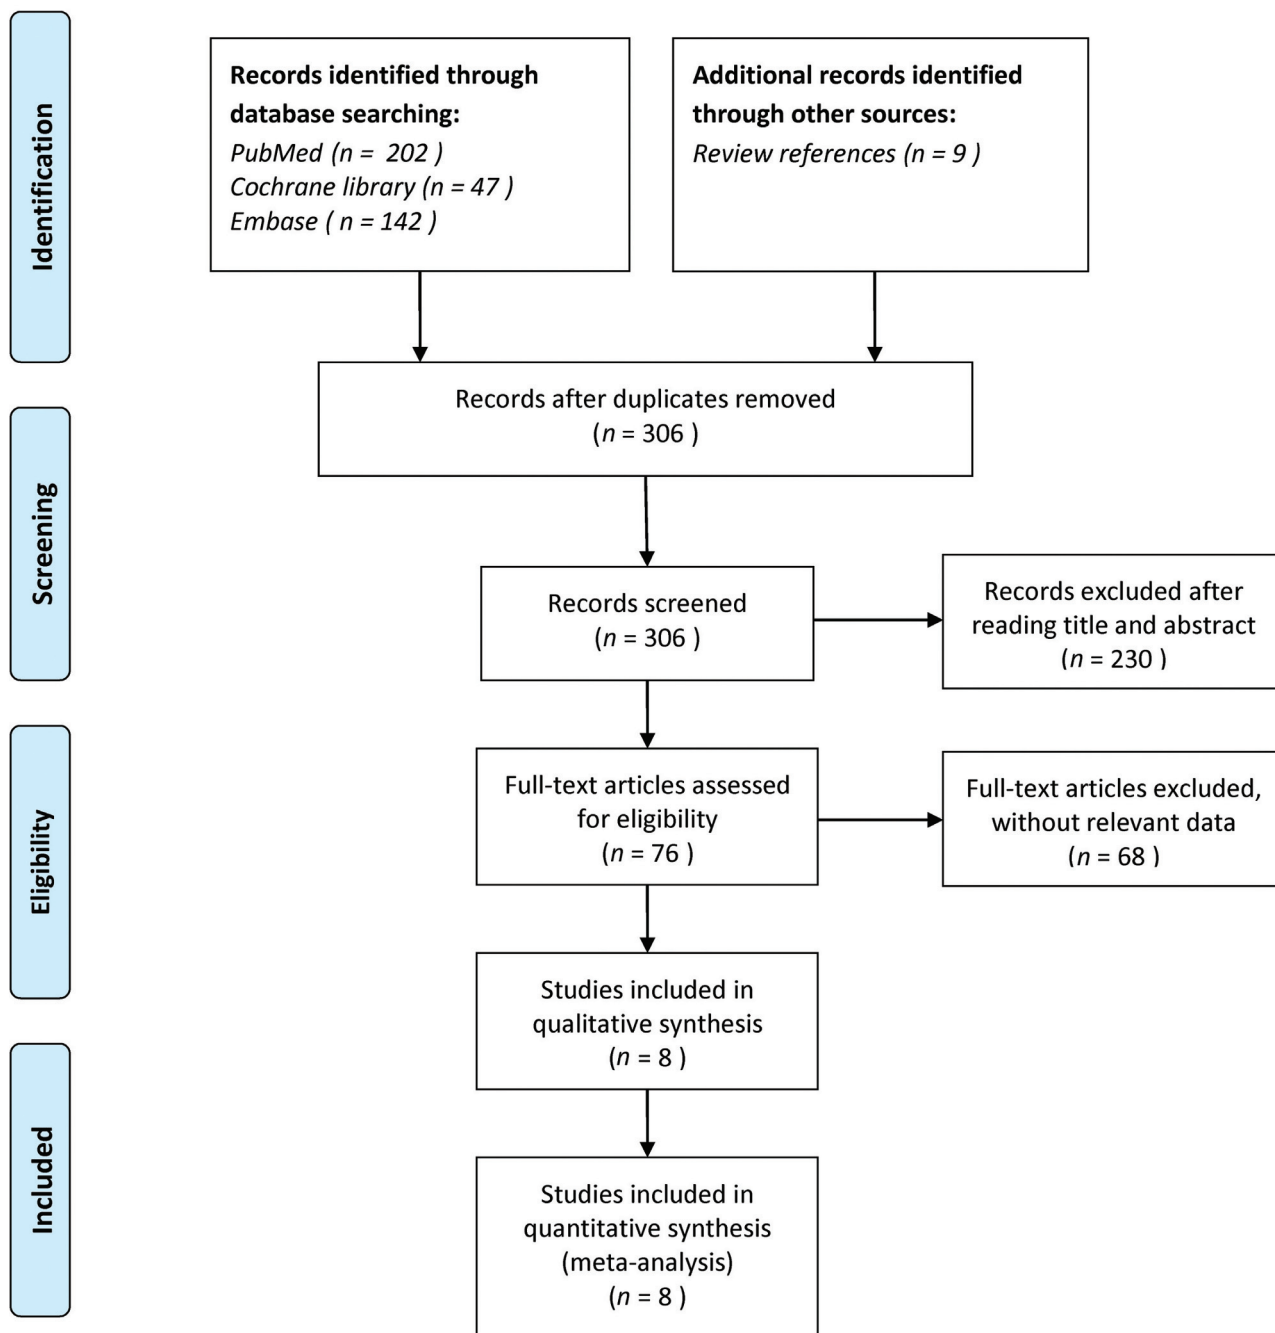 Identification
Records identified through
database searching:
PubMed (n =  202 )
Cochrane library (n = 47 )
Embase ( n = 142 )
Additional records identified
through other sources:
Review references (n = 9 )
Records after duplicates removed
(n = 306 )
Screening
Records screened
(n = 306 )
Records excluded after
reading title and abstract
(n = 230 )
Eligibility
Full-text articles assessed
for eligibility
(n = 76 )
Full-text articles excluded,
without relevant data
(n = 68 )
Studies included in
qualitative synthesis
(n = 8 )
Included
Studies included in
quantitative synthesis
(meta-analysis)
(n = 8 )